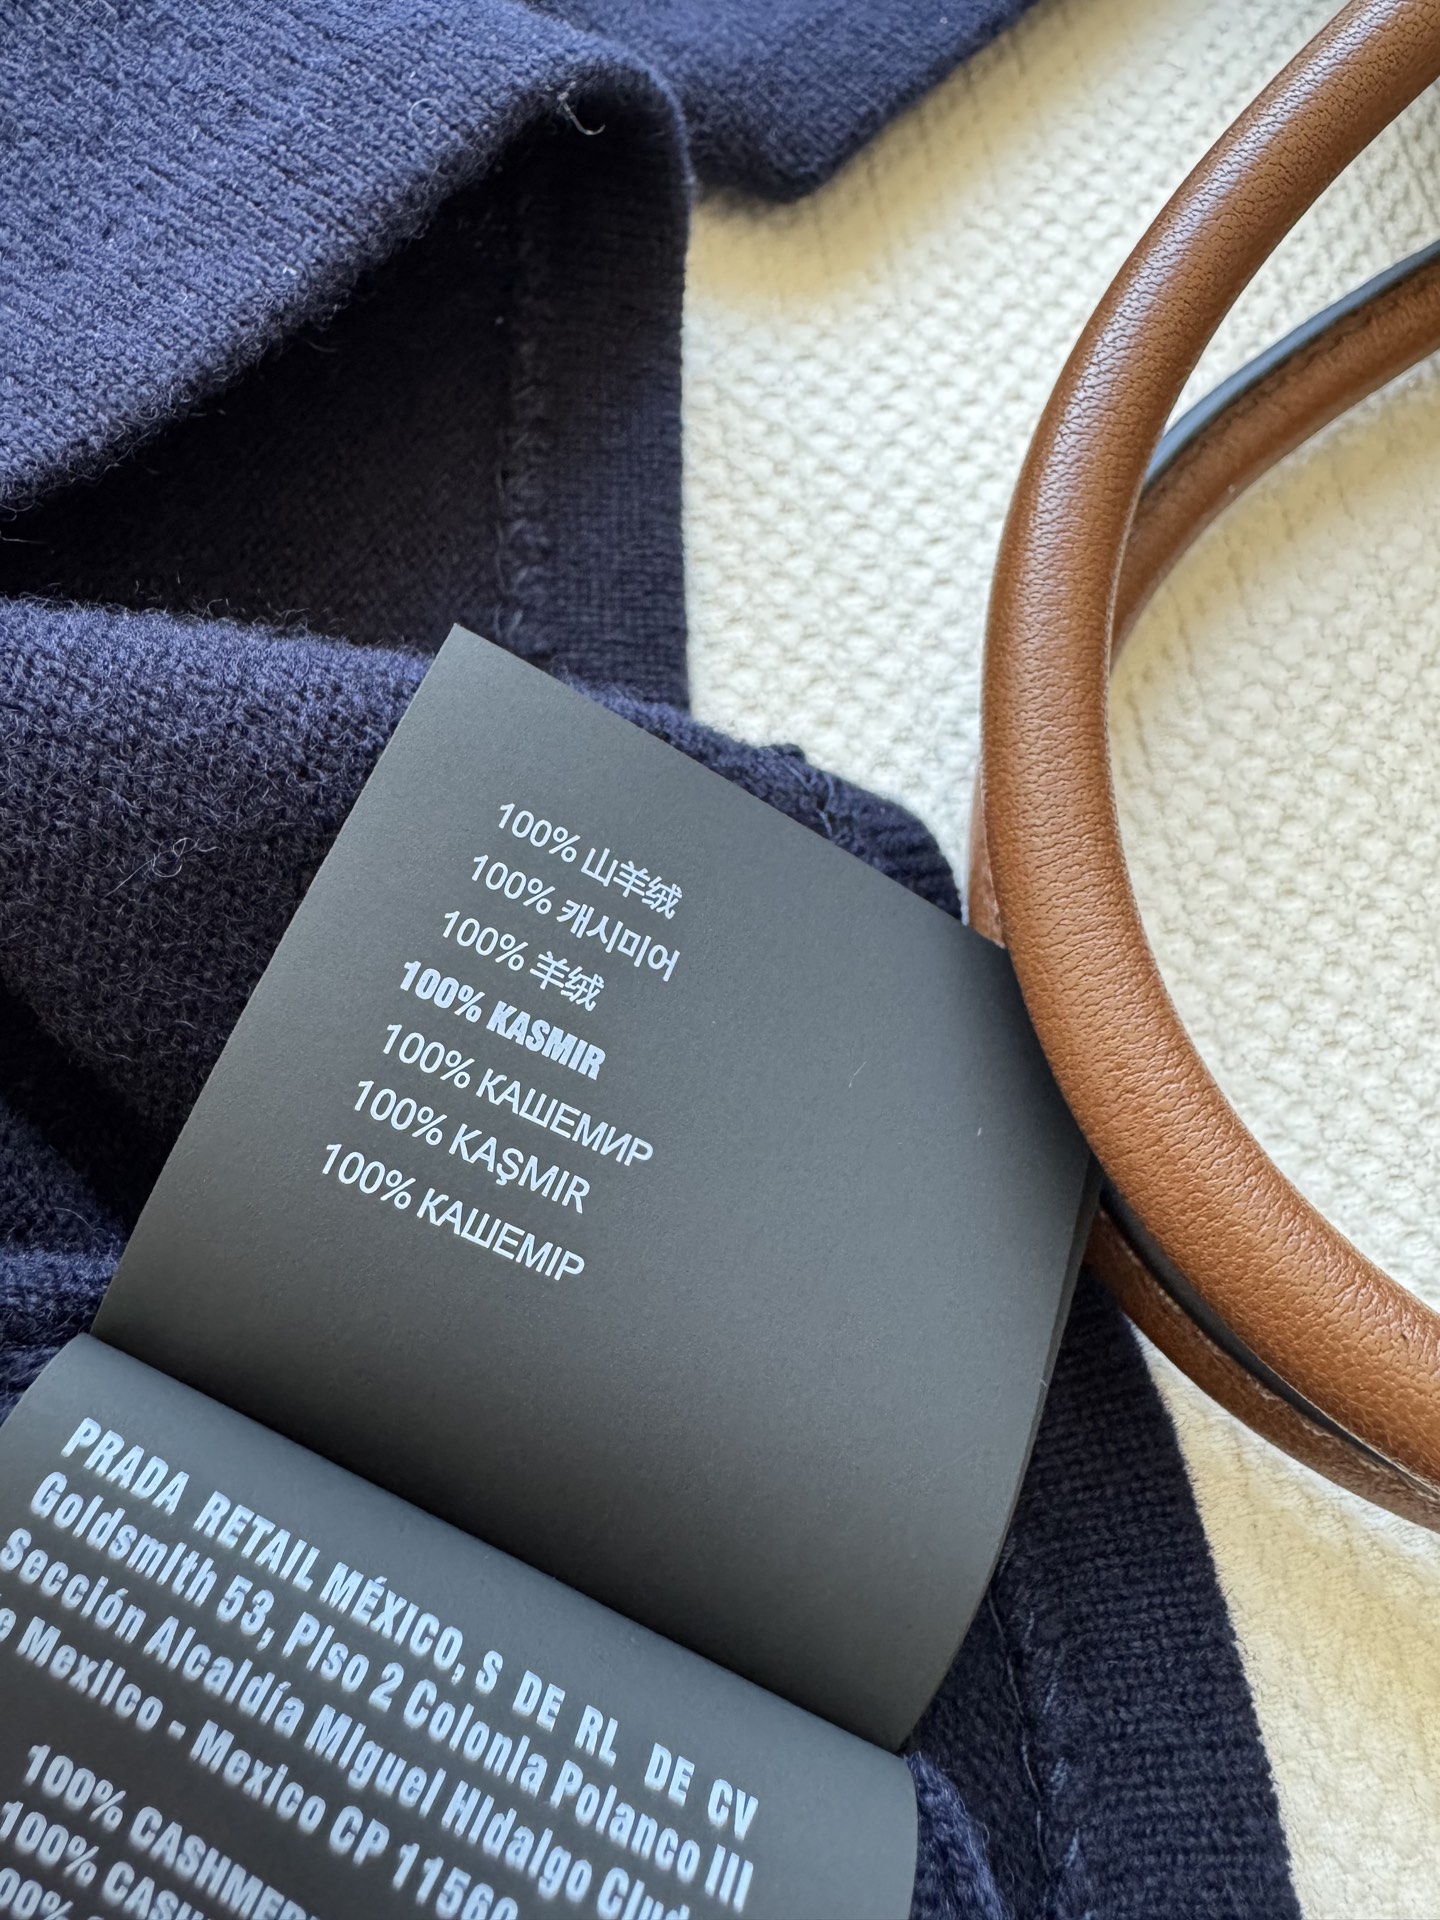 100% 山羊绒
100% 캐시미어
100% 羊绒
100% KASMIR
100% КАШЕМИР
100% KAŞMIR
100% КАШЕМІР
PRADA RETAIL MÉXICO, S DE RL DE CV
Goldsmith 53, Piso 2 Colonia Polanco III
Sección Alcaldía Miguel Hidalgo
Mexico - Mexico CP 11560
100% CASHMERE
100%